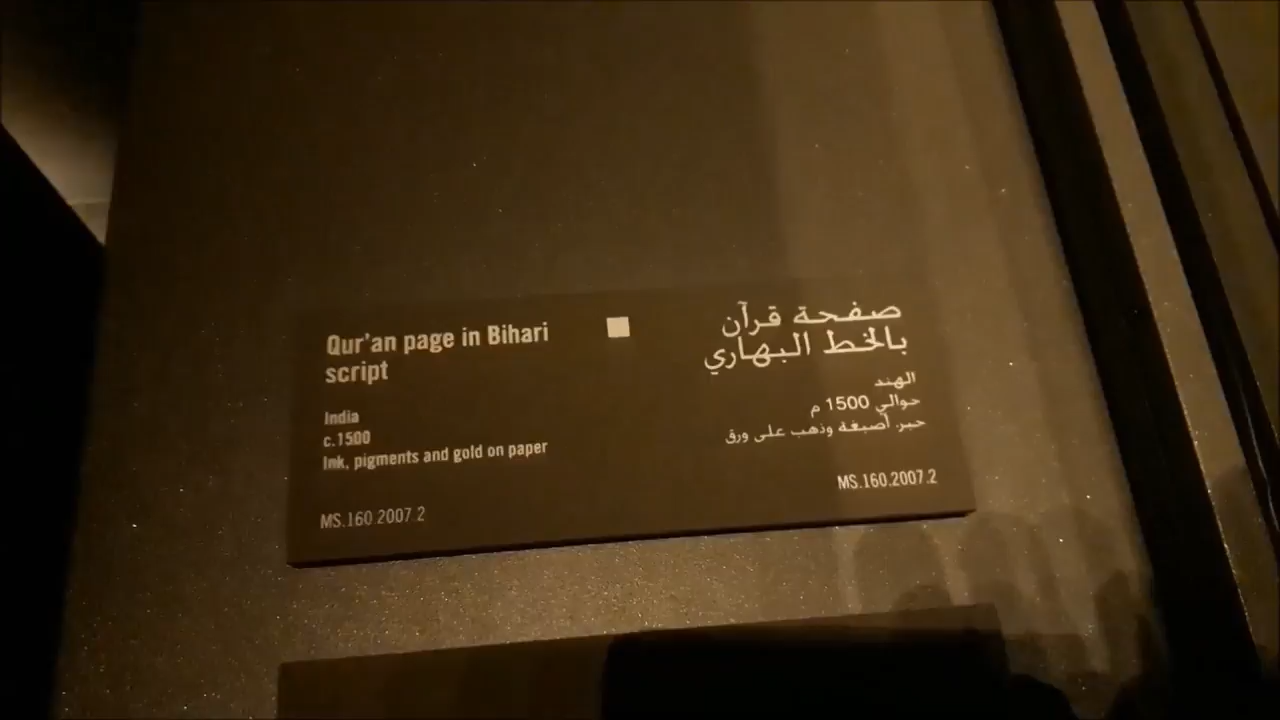 Qur'an page in Bihari
script
India
c.1500
Ink, pigments and gold on paper
MS.160.2007.2
صفحة قرآن
بالخط البهاري
الهند
حوالي 1500 م
حبر، أصبغة وذهب على ورق
MS.160.2007.2